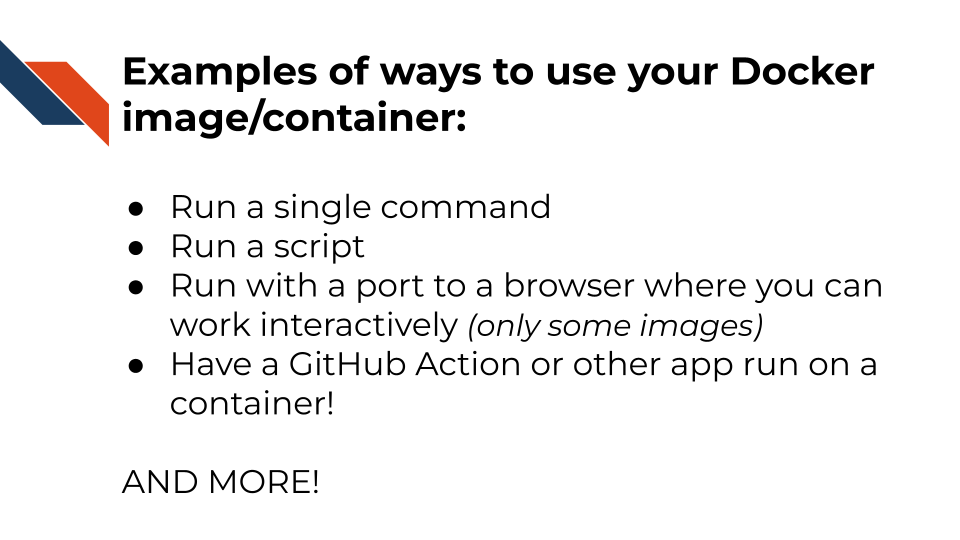 Examples of ways to use your Docker
image/container:
● Run a single command
● Run a script
● Run with a port to a browser where you can
work interactively (only some images)
● Have a GitHub Action or other app run on a
container!
AND MORE!